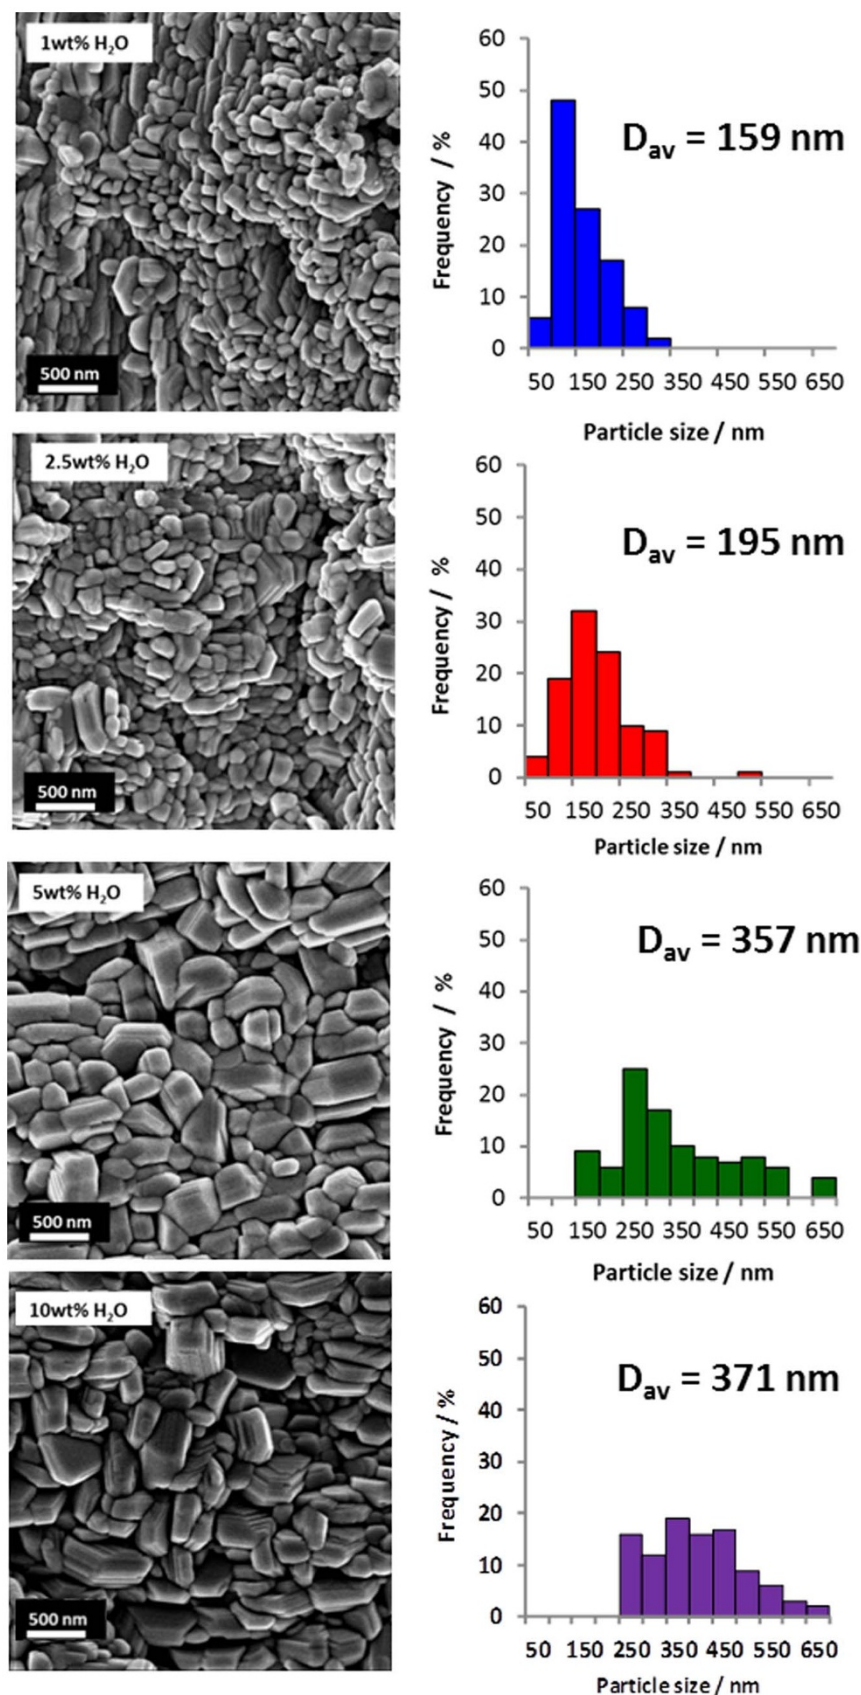 1wt% H₂O
500 nm
60
50
40
30
20
10
0
Frequency / %
Dav = 159 nm
50 150 250 350 450 550 650
Particle size / nm
2.5wt% H₂O
500 nm
60
50
40
30
20
10
0
Frequency / %
Dav = 195 nm
50 150 250 350 450 550 650
Particle size / nm
5wt% H₂O
500 nm
60
50
40
30
20
10
0
Frequency / %
Dav = 357 nm
50 150 250 350 450 550 650
Particle size / nm
10wt% H₂O
500 nm
60
50
40
30
20
10
0
Frequency / %
Dav = 371 nm
50 150 250 350 450 550 650
Particle size / nm